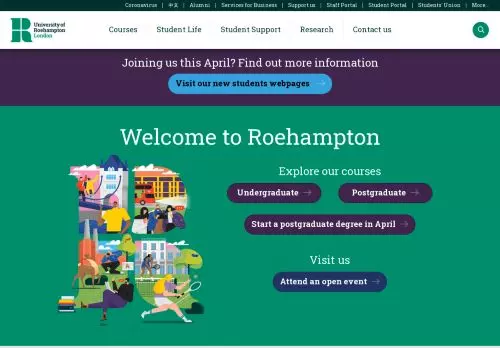 Coronavirus | 中文 | Alumni | Services for Business | Support us | Staff Portal | Student Portal | Students' Union | More
University of
Roehampton
London
Courses Student Life Student Support Research Contact us
Joining us this April? Find out more information
Visit our new students webpages
Welcome to Roehampton
Explore our courses
Undergraduate Postgraduate
Start a postgraduate degree in April
Visit us
Attend an open event